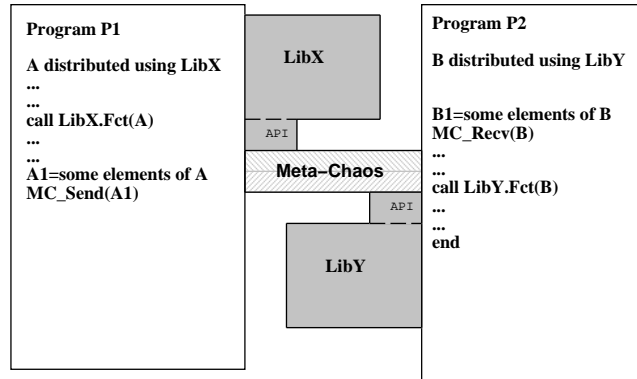 Program P1
A distributed using LibX
...
...
call LibX.Fct(A)
...
...
A1=some elements of A
MC_Send(A1)
LibX
API
Meta-Chaos
API
LibY
Program P2
B distributed using LibY
B1=some elements of B
MC_Recv(B)
...
...
call LibY.Fct(B)
...
...
end